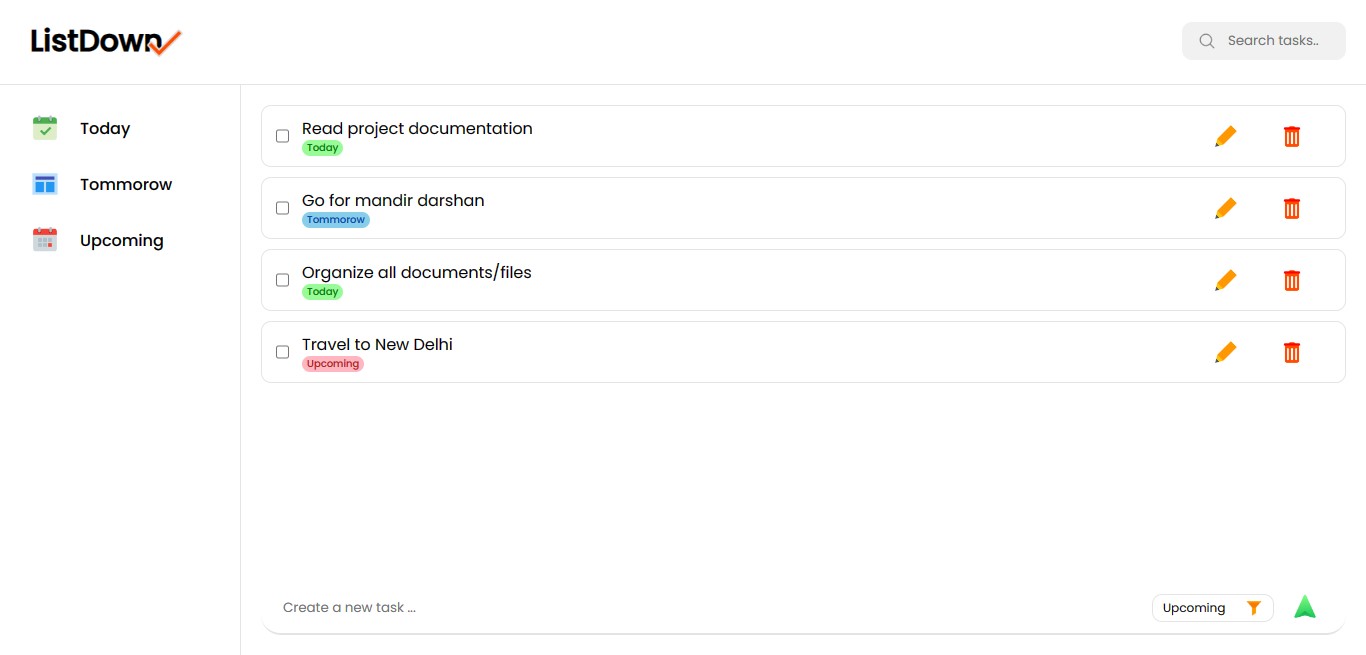 ListDown
Search tasks..
Today
Tommorow
Upcoming
Read project documentation
Today
Go for mandir darshan
Tommorow
Organize all documents/files
Today
Travel to New Delhi
Upcoming
Create a new task ...
Upcoming